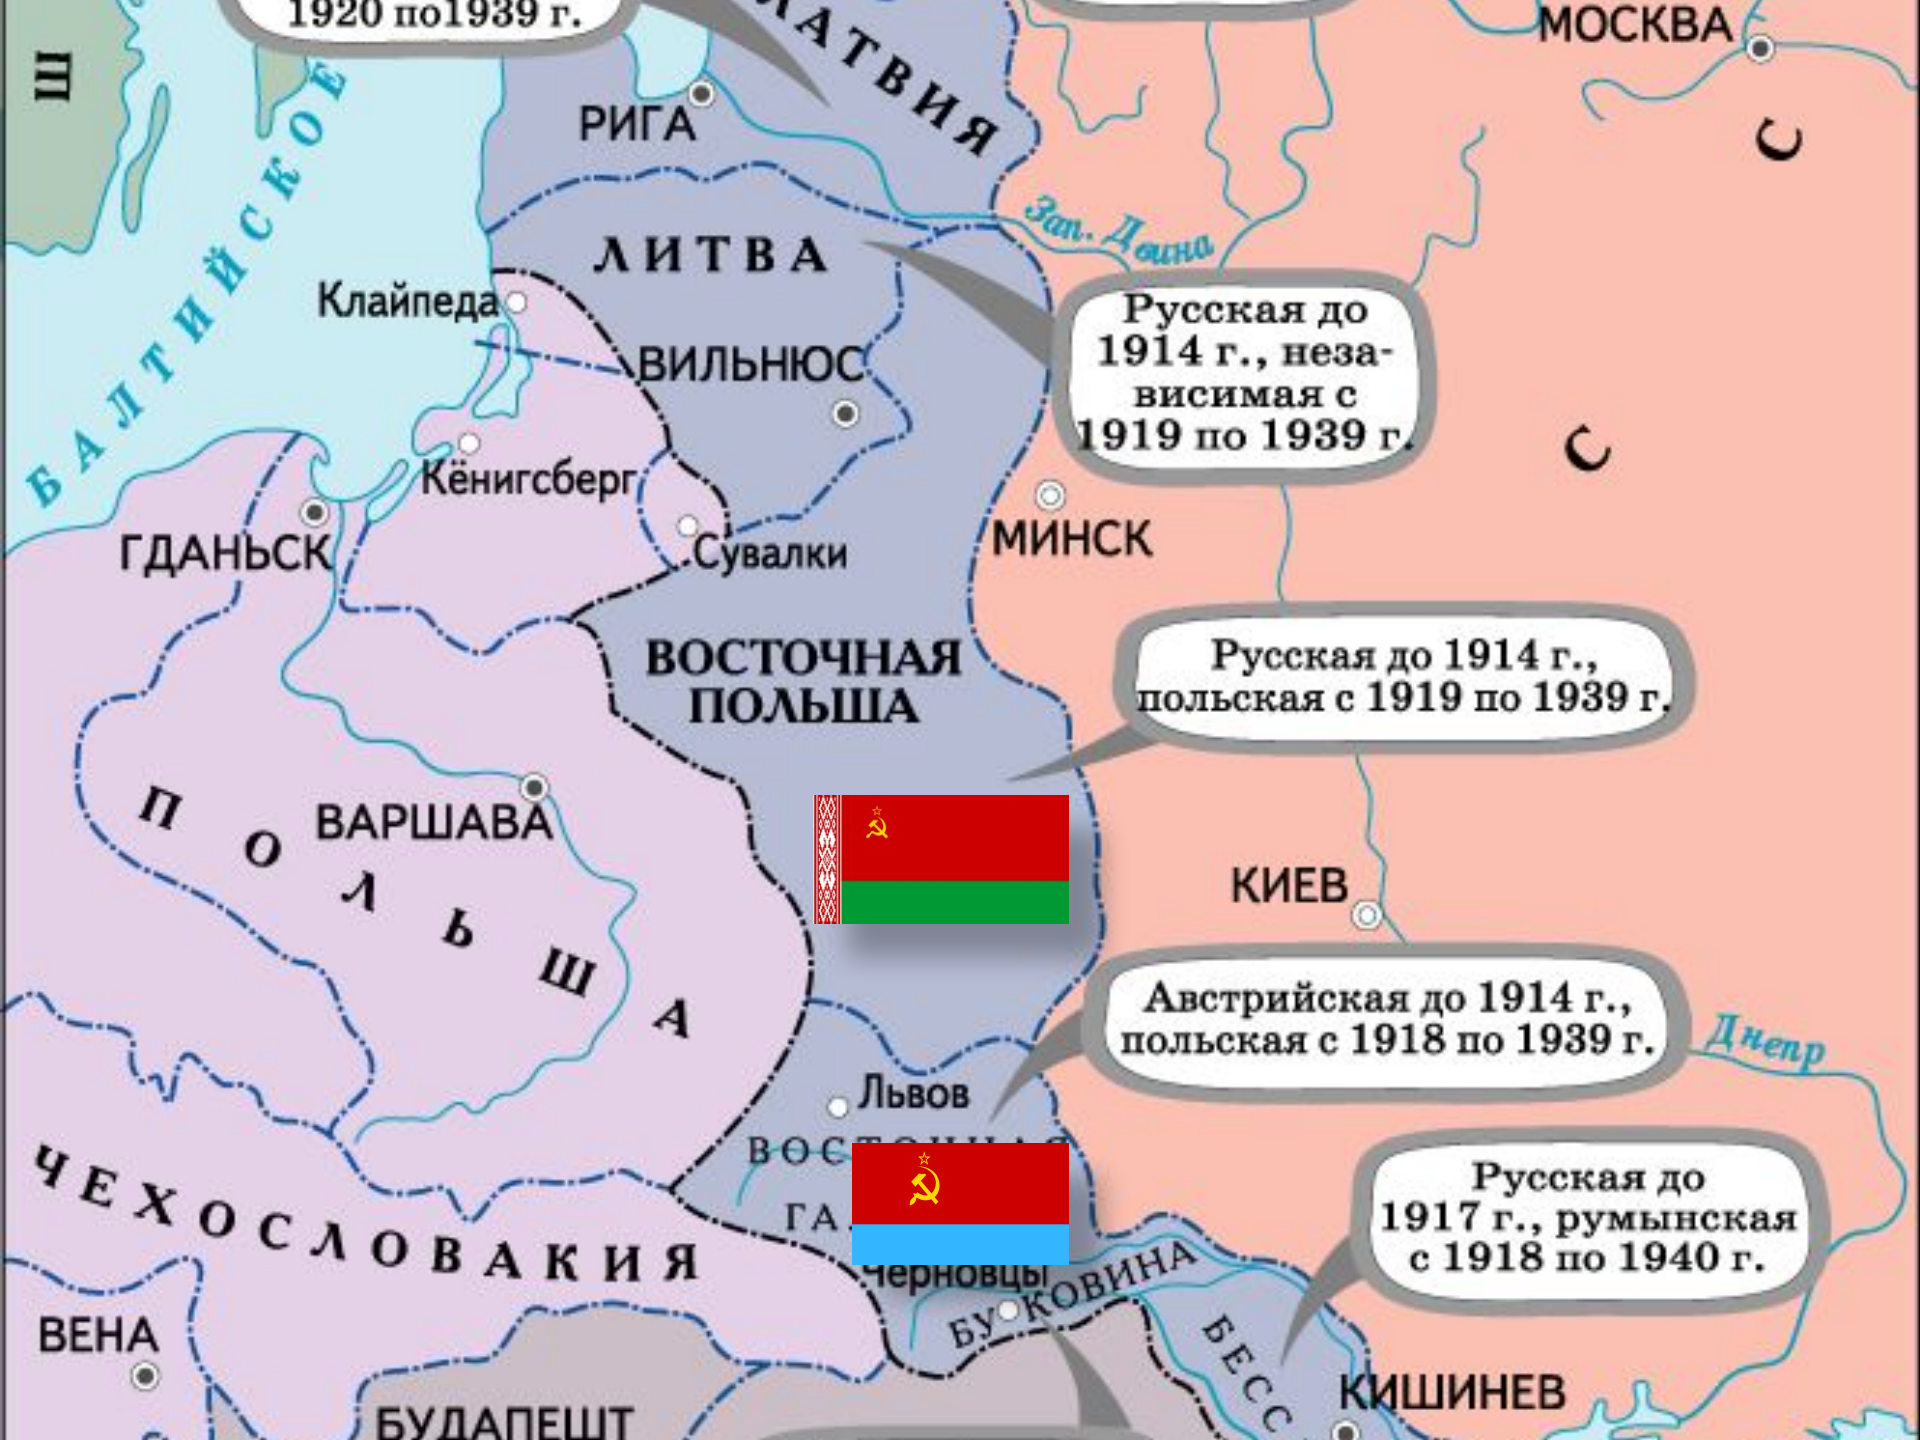 1920 по1939 г.
МОСКВА
Ш
ЛАТВИЯ
РИГА
С
БАЛТИЙСКОЕ
Зап. Двина
ЛИТВА
Клайпеда
Русская до
1914 г., неза-
висимая с
1919 по 1939 г.
ВИЛЬНЮС
С
Кёнигсберг
ГДАНЬСК
Сувалки
МИНСК
ВОСТОЧНАЯ
ПОЛЬША
Русская до 1914 г.,
польская с 1919 по 1939 г.
ВАРШАВА
ПОЛЬША
КИЕВ
Австрийская до 1914 г.,
польская с 1918 по 1939 г.
Днепр
Львов
ВОСТОЧНАЯ
ГА
ЧЕХОСЛОВАКИЯ
Русская до
1917 г., румынская
с 1918 по 1940 г.
Черновцы
БУКОВИНА
ВЕНА
БЕСС
КИШИНЕВ
БУДАПЕШТ